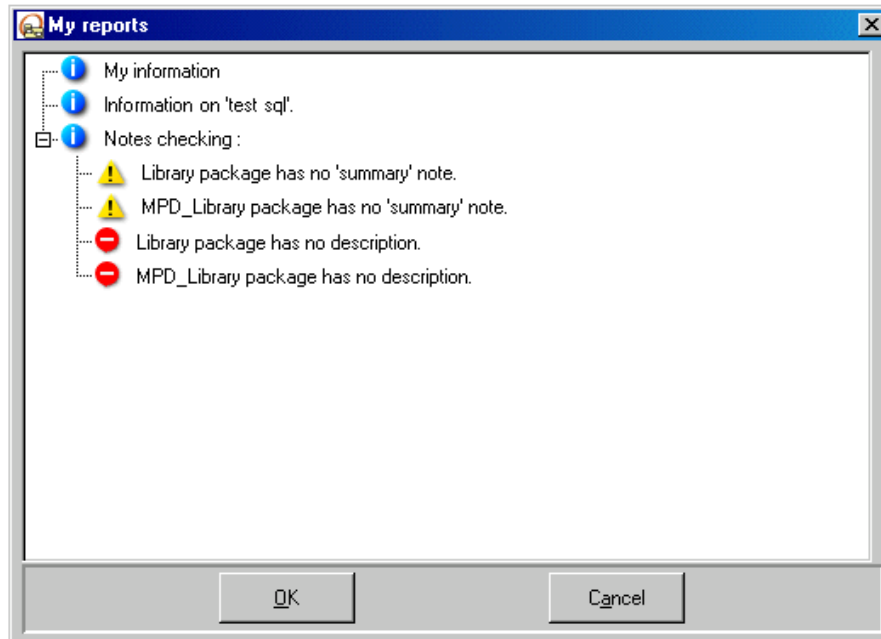 My reports
My information
Information on 'test sql'.
Notes checking :
Library package has no 'summary' note.
MPD_Library package has no 'summary' note.
Library package has no description.
MPD_Library package has no description.
OK
Cancel